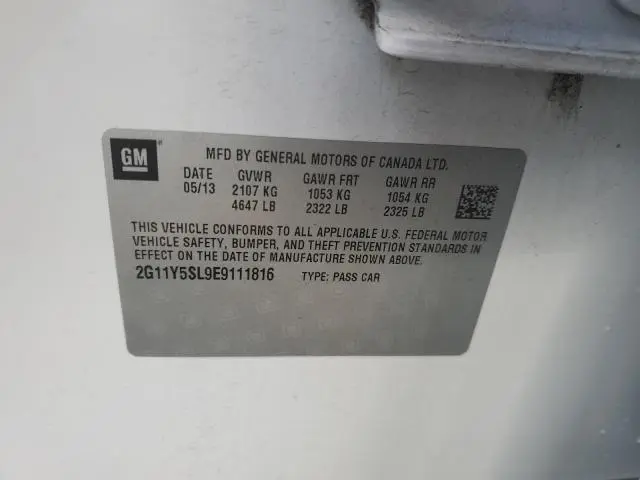 GM
MFD BY GENERAL MOTORS OF CANADA LTD.
DATE GVWR GAWR FRT GAWR RR
05/13 2107 KG 1053 KG 1054 KG
4647 LB 2322 LB 2325 LB
THIS VEHICLE CONFORMS TO ALL APPLICABLE U.S. FEDERAL MOTOR
VEHICLE SAFETY, BUMPER, AND THEFT PREVENTION STANDARDS IN
EFFECT ON THE DATE OF MANUFACTURE SHOWN ABOVE.
2G11Y5SL9E9111816 TYPE: PASS CAR